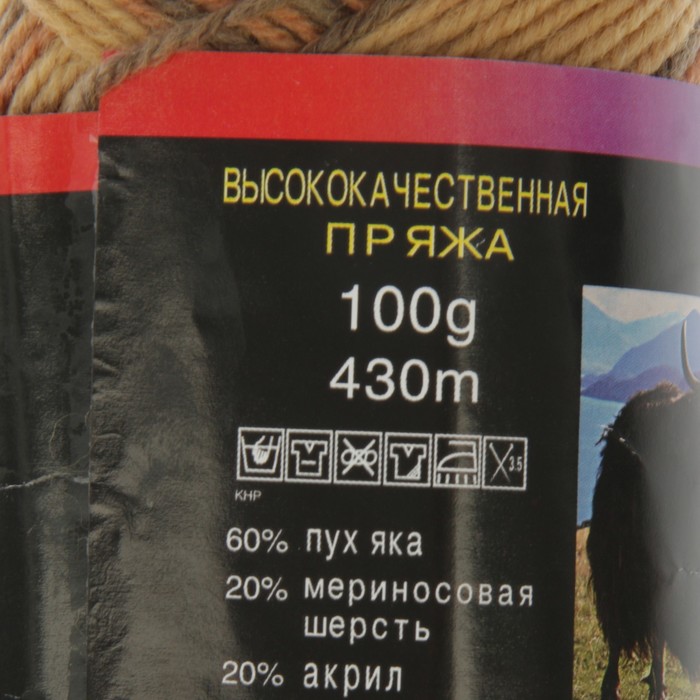 ВЫСОКОКАЧЕСТВЕННАЯ
ПРЯЖА
100g
430m
3.5
КНР
60% пух яка
20% мериносовая
шерсть
20% акрил